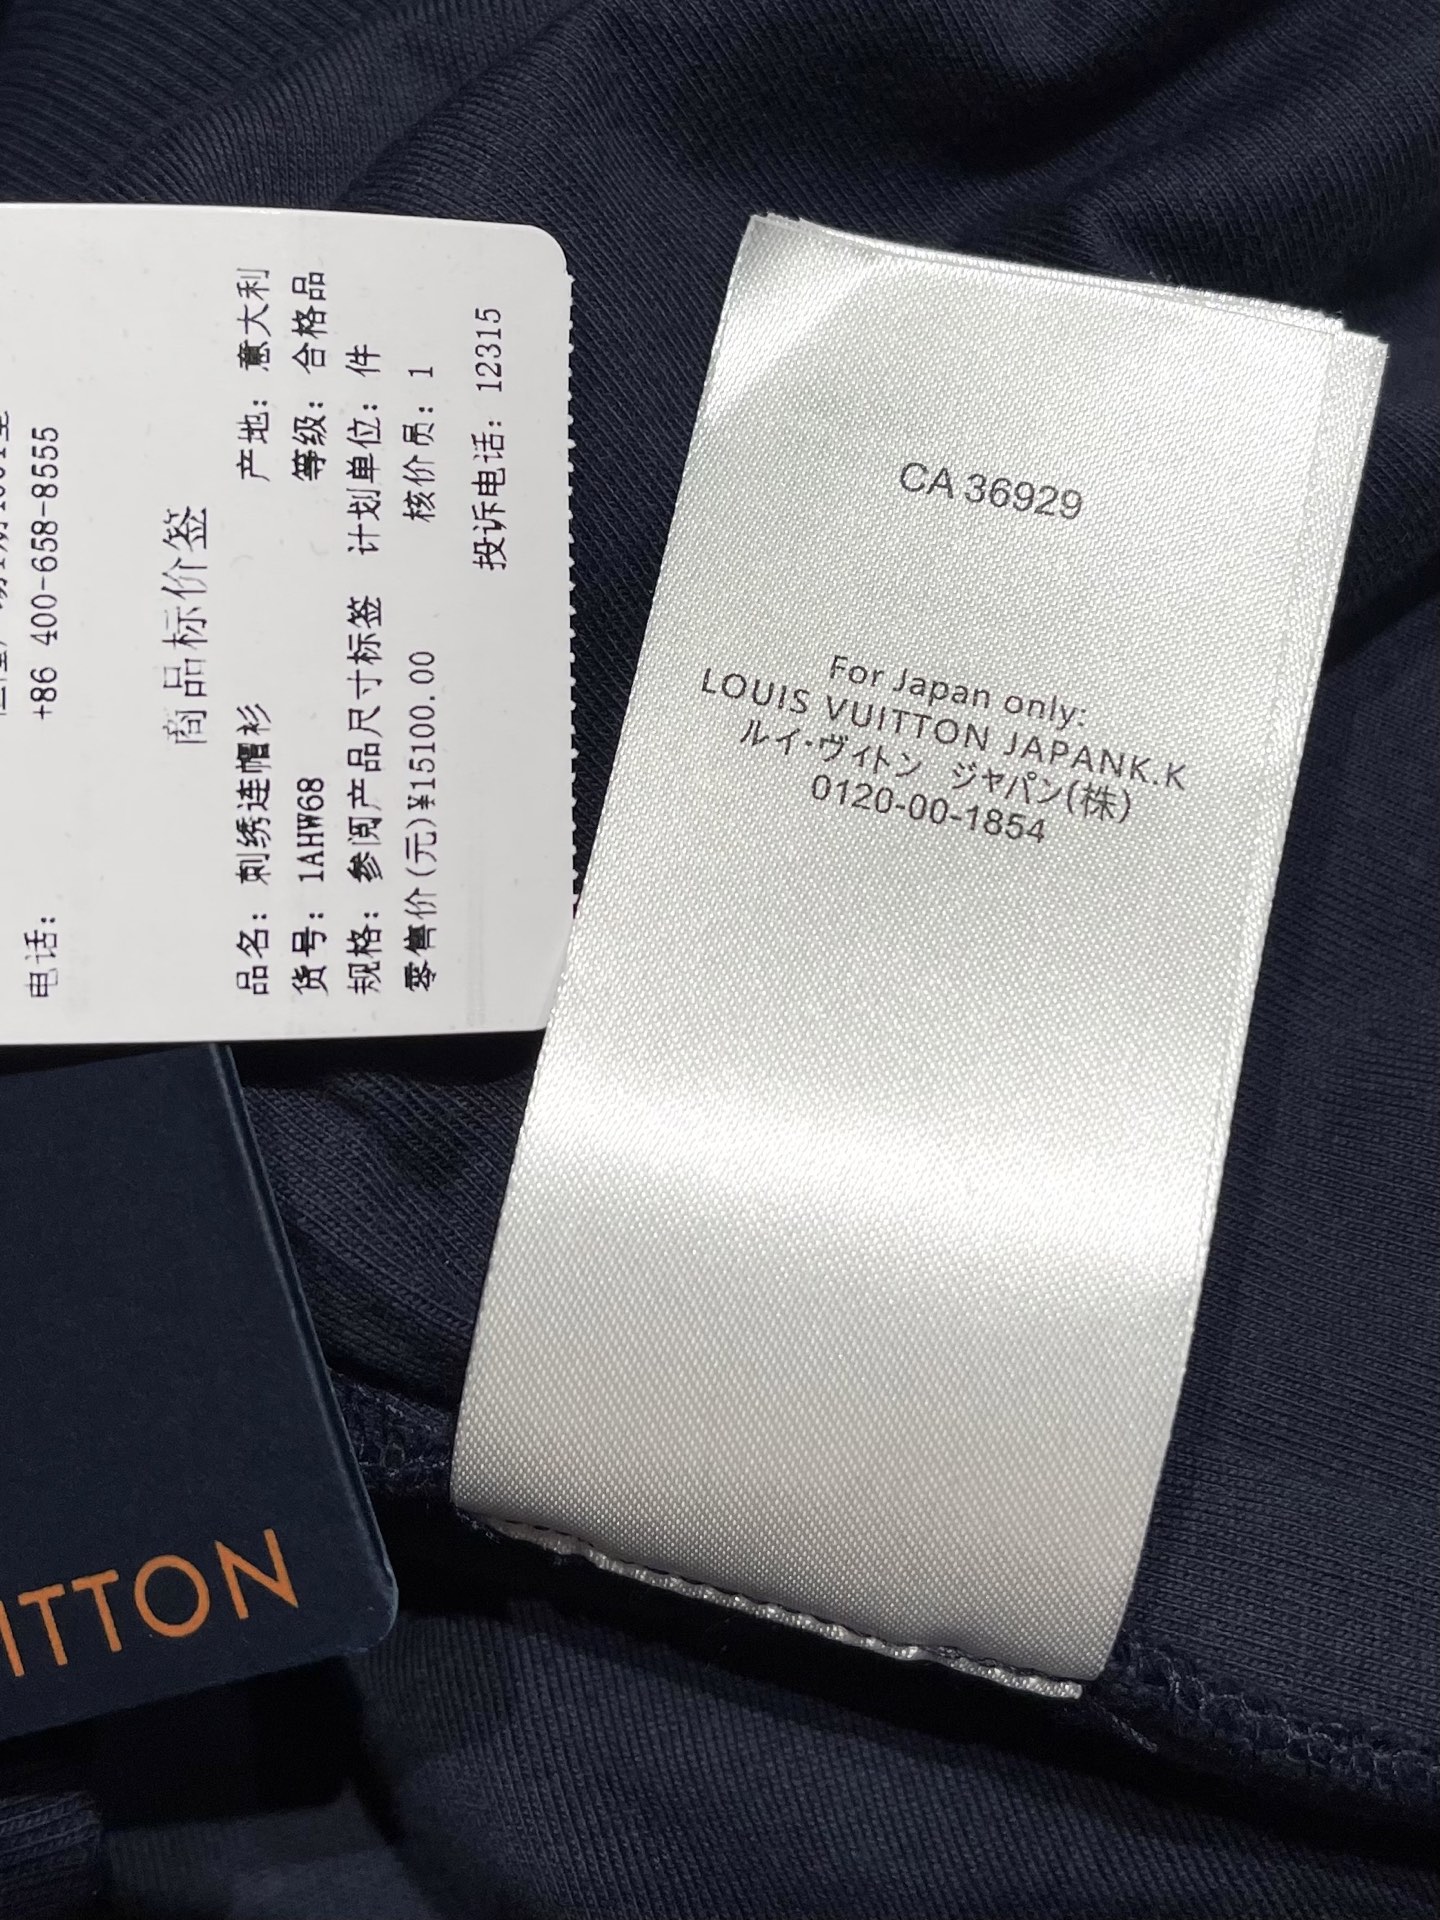 +86 400-658-8555
电话:
商品标价签
品名: 刺绣连帽衫 产地: 意大利
货号: 1AHW68 等级: 合格品
规格: 参阅产品尺寸标签 计划单位: 件
零售价(元)¥15100.00 核价员: 1
投诉电话: 12315
CA 36929
For Japan only:
LOUIS VUITTON JAPANK.K
ルイ・ヴィトン ジャパン(株)
0120-00-1854
ITTON